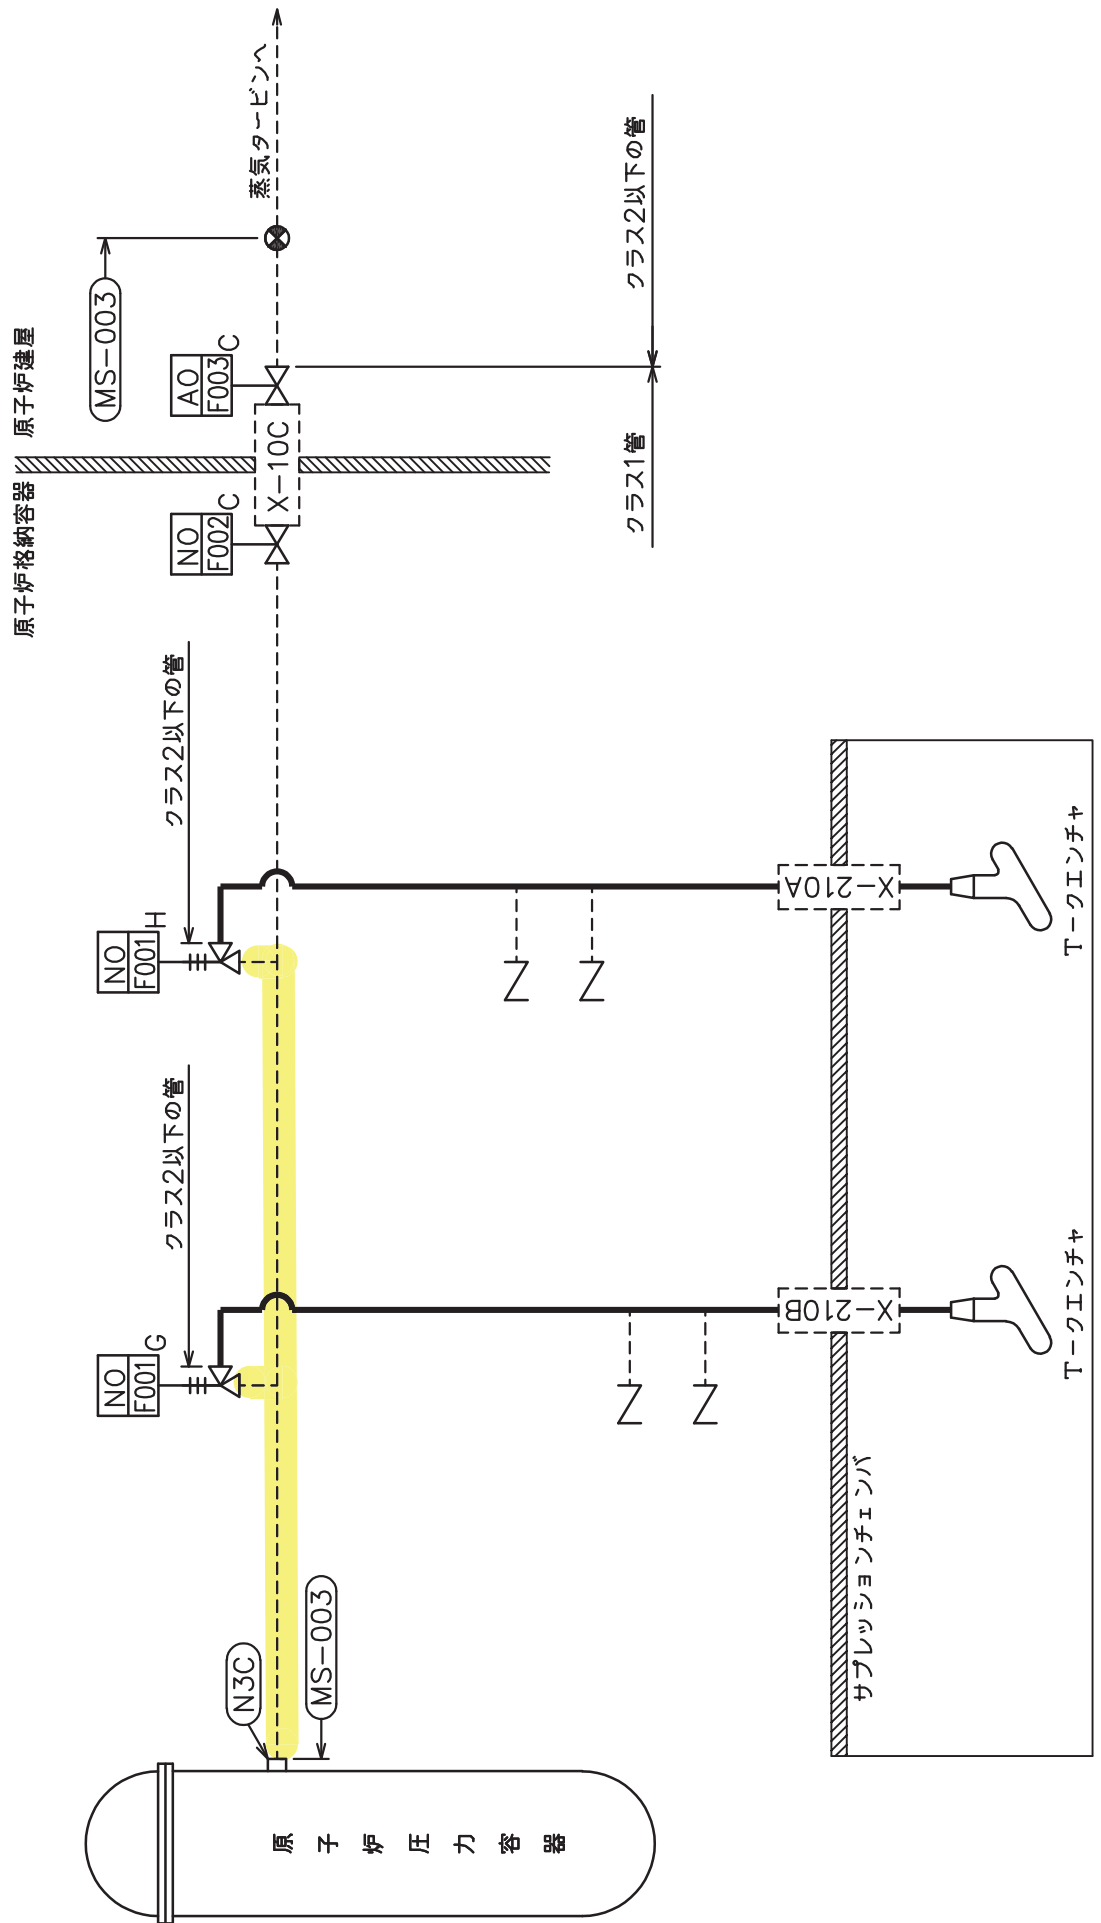 蒸気タービンへ
MS-003
原子炉建屋
原子炉格納容器
AO
F003
C
X-10C
NO
F002
C
クラス2以下の管
クラス1管
クラス2以下の管
NO
F001
H
X-210A
Tークエンチャ
クラス2以下の管
NO
F001
G
X-210B
Tークエンチャ
サプレッションチェンバ
N3C
MS-003
原子炉圧力容器